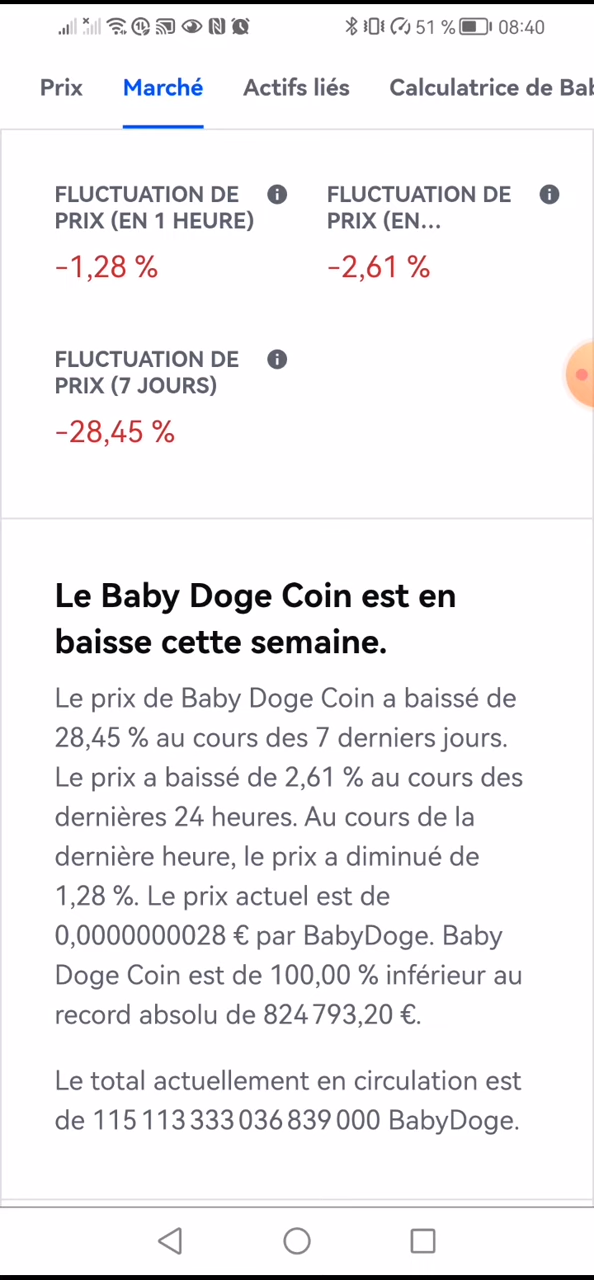 51 % 08:40
Prix Marché Actifs liés Calculatrice de Bab
FLUCTUATION DE
PRIX (EN 1 HEURE)
-1,28 %
FLUCTUATION DE
PRIX (EN...
-2,61 %
FLUCTUATION DE
PRIX (7 JOURS)
-28,45 %
Le Baby Doge Coin est en
baisse cette semaine.
Le prix de Baby Doge Coin a baissé de
28,45 % au cours des 7 derniers jours.
Le prix a baissé de 2,61 % au cours des
dernières 24 heures. Au cours de la
dernière heure, le prix a diminué de
1,28 %. Le prix actuel est de
0,0000000028 € par BabyDoge. Baby
Doge Coin est de 100,00 % inférieur au
record absolu de 824 793,20 €.
Le total actuellement en circulation est
de 115 113 333 036 839 000 BabyDoge.